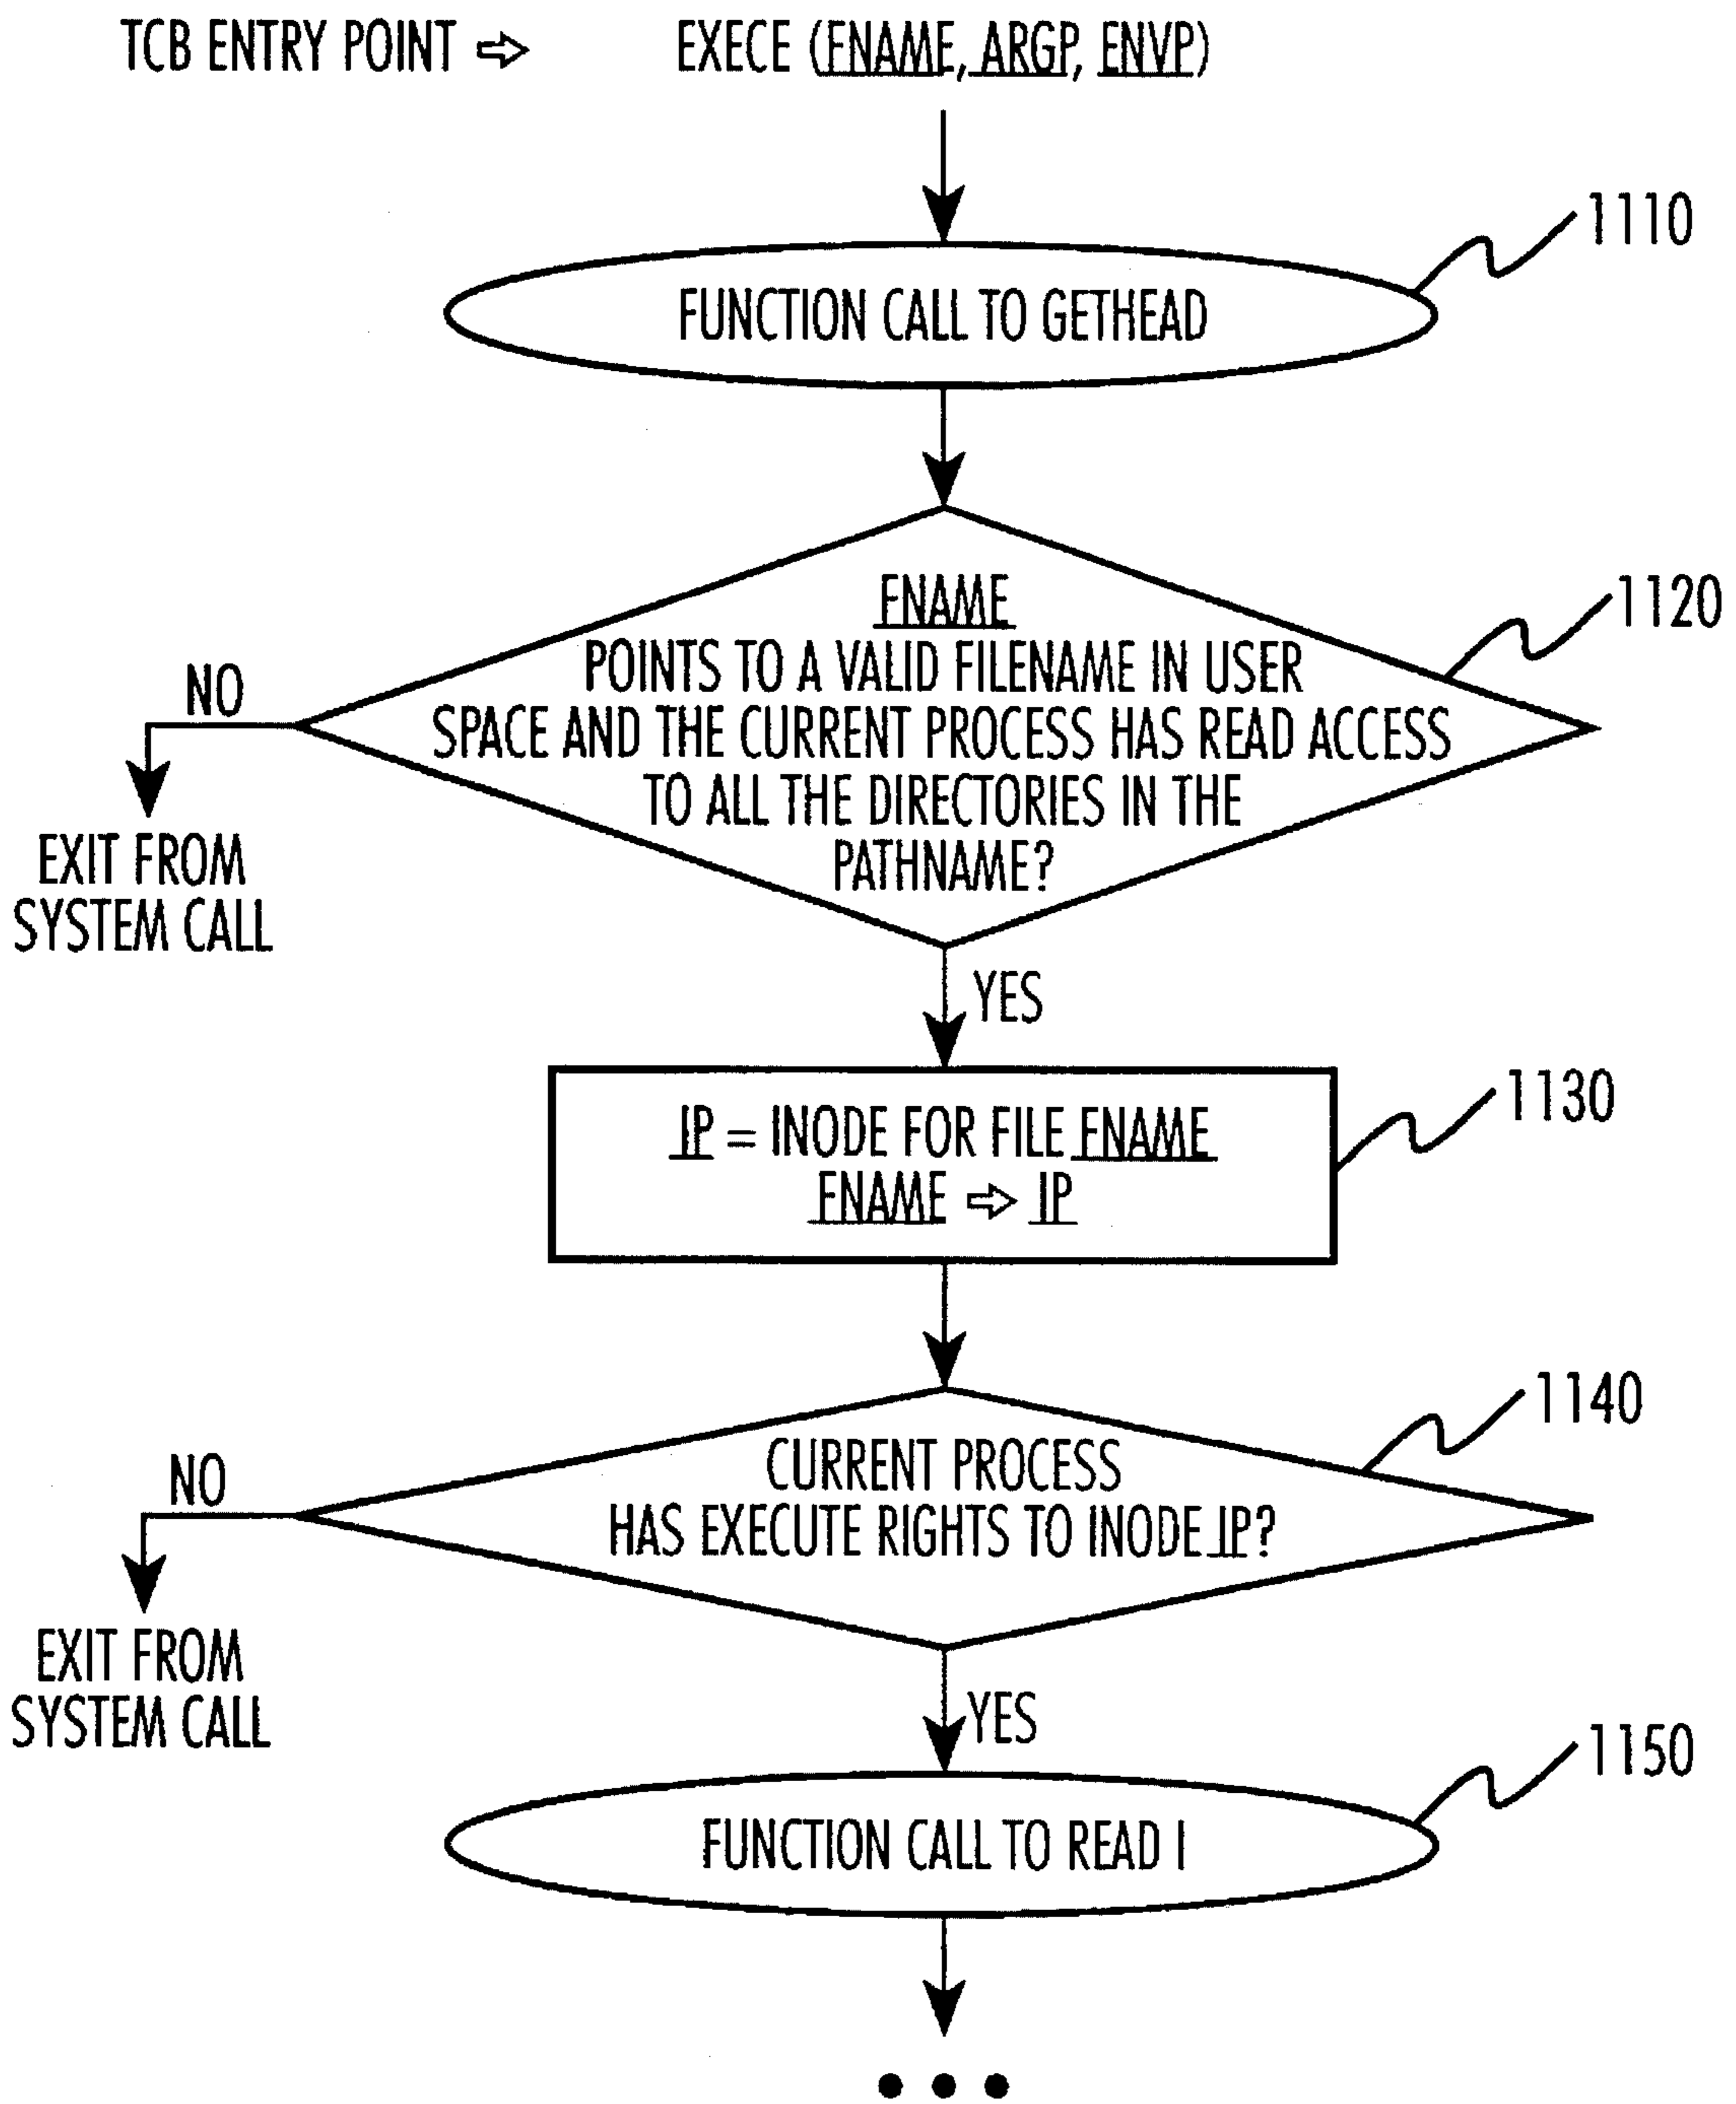 TCB ENTRY POINT ⇨ EXECE (FNAME, ARGP, ENVP)
1110
FUNCTION CALL TO GETHEAD
1120
FNAME
POINTS TO A VALID FILENAME IN USER
SPACE AND THE CURRENT PROCESS HAS READ ACCESS
TO ALL THE DIRECTORIES IN THE
PATHNAME?
NO
EXIT FROM
SYSTEM CALL
YES
1130
IP = INODE FOR FILE FNAME
FNAME ⇨ IP
1140
CURRENT PROCESS
HAS EXECUTE RIGHTS TO INODE IP?
NO
EXIT FROM
SYSTEM CALL
YES
1150
FUNCTION CALL TO READ I
• • •